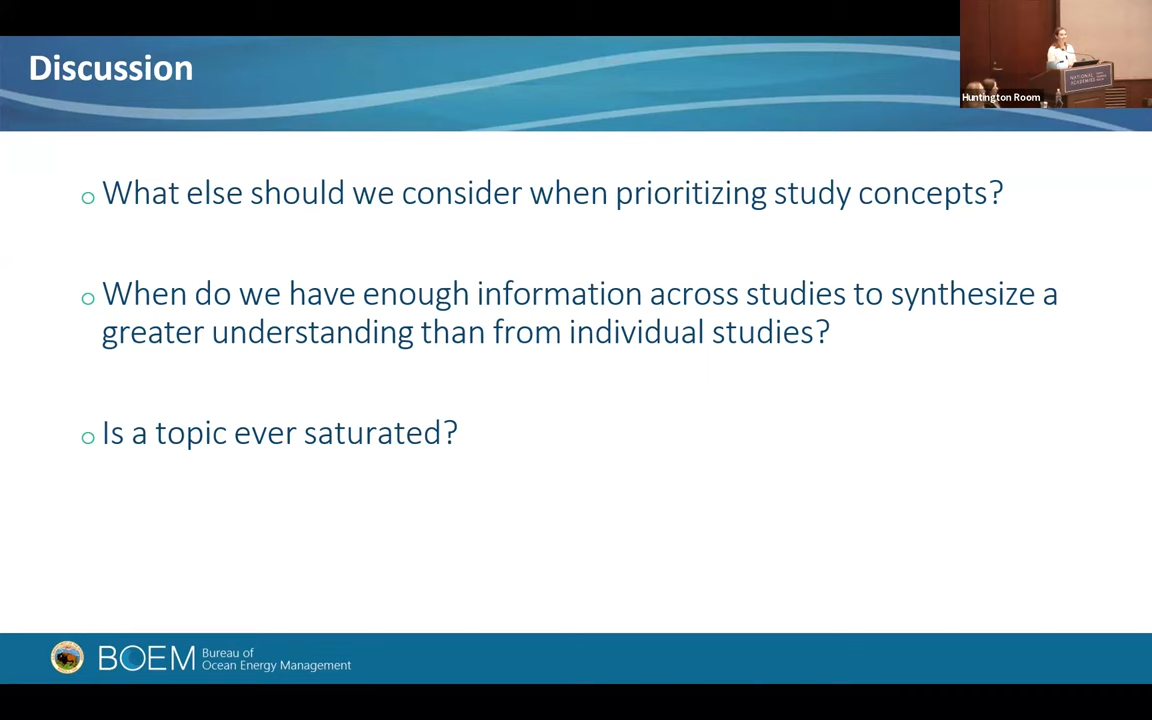 Discussion
Huntington Room
NATIONAL
ACADEMIES
o What else should we consider when prioritizing study concepts?
o When do we have enough information across studies to synthesize a
greater understanding than from individual studies?
o Is a topic ever saturated?
BOEM
Bureau of
Ocean Energy Management